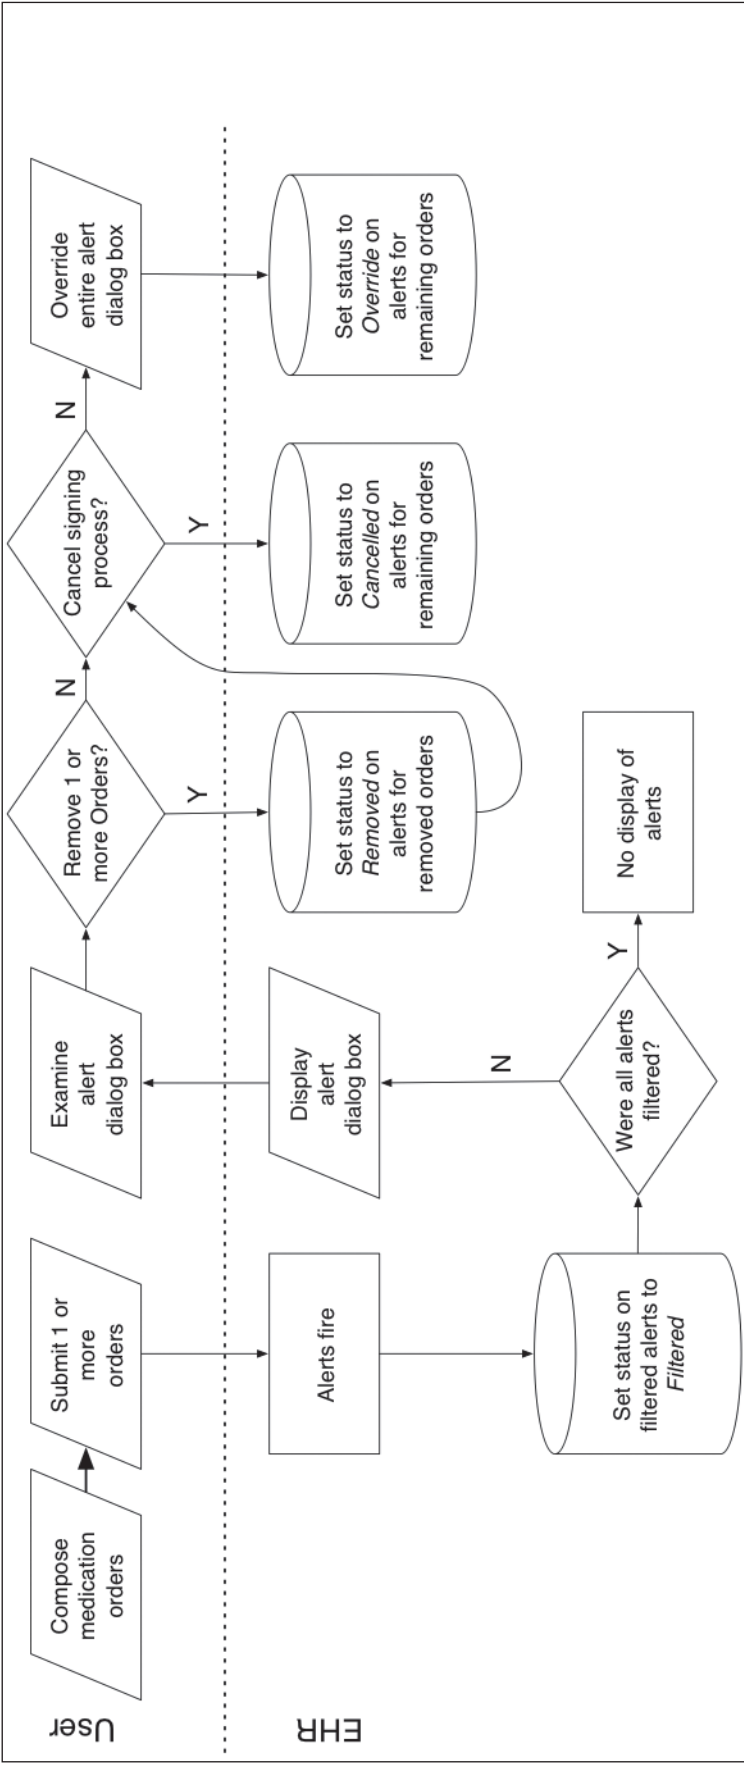 User
Compose
medication
orders
Submit 1 or
more
orders
Examine
alert
dialog box
Remove 1 or
more Orders?
N
Cancel signing
process?
N
Override
entire alert
dialog box
Y
Y
EHR
Alerts fire
Display
alert
dialog box
Set status to
Removed on
alerts for
removed orders
Set status to
Cancelled on
alerts for
remaining orders
Set status to
Override on
alerts for
remaining orders
N
Set status on
filtered alerts to
Filtered
Were all alerts
filtered?
Y
No display of
alerts